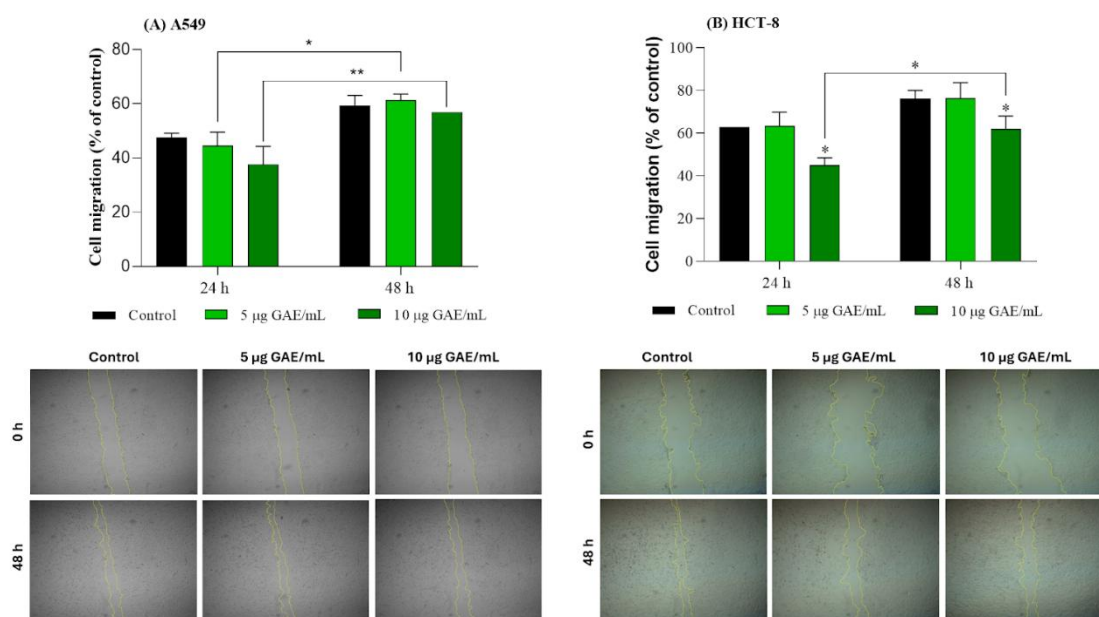 (A) A549
Cell migration (% of control)
80
60
40
20
0
*
**
24 h
48 h
Control
5 µg GAE/mL
10 µg GAE/mL
Control
5 µg GAE/mL
10 µg GAE/mL
0 h
48 h
(B) HCT-8
Cell migration (% of control)
100
80
60
40
20
0
*
*
*
24 h
48 h
Control
5 µg GAE/mL
10 µg GAE/mL
Control
5 µg GAE/mL
10 µg GAE/mL
0 h
48 h